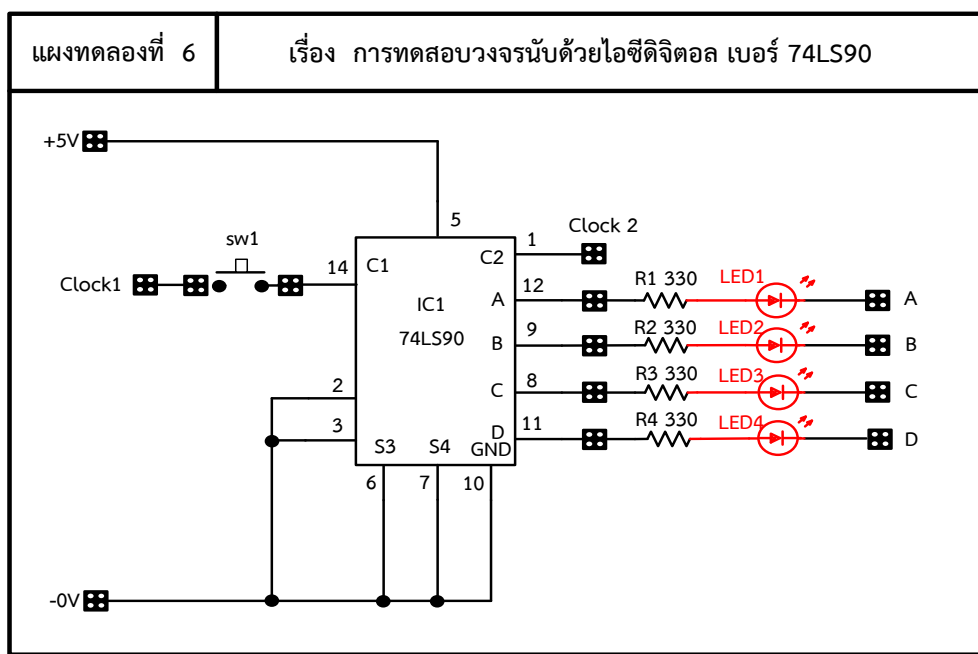 แผงทดลองที่ 6
เรื่อง การทดสอบวงจรนับด้วยไอซีดิจิตอล เบอร์ 74LS90
+5V
5
Clock 2
sw1
1
14
C1
C2
Clock1
12
R1 330
LED1
A
A
IC1
74LS90
9
R2 330
LED2
B
B
2
8
R3 330
LED3
C
C
3
11
R4 330
LED4
D
D
S3
S4
GND
6
7
10
-0V